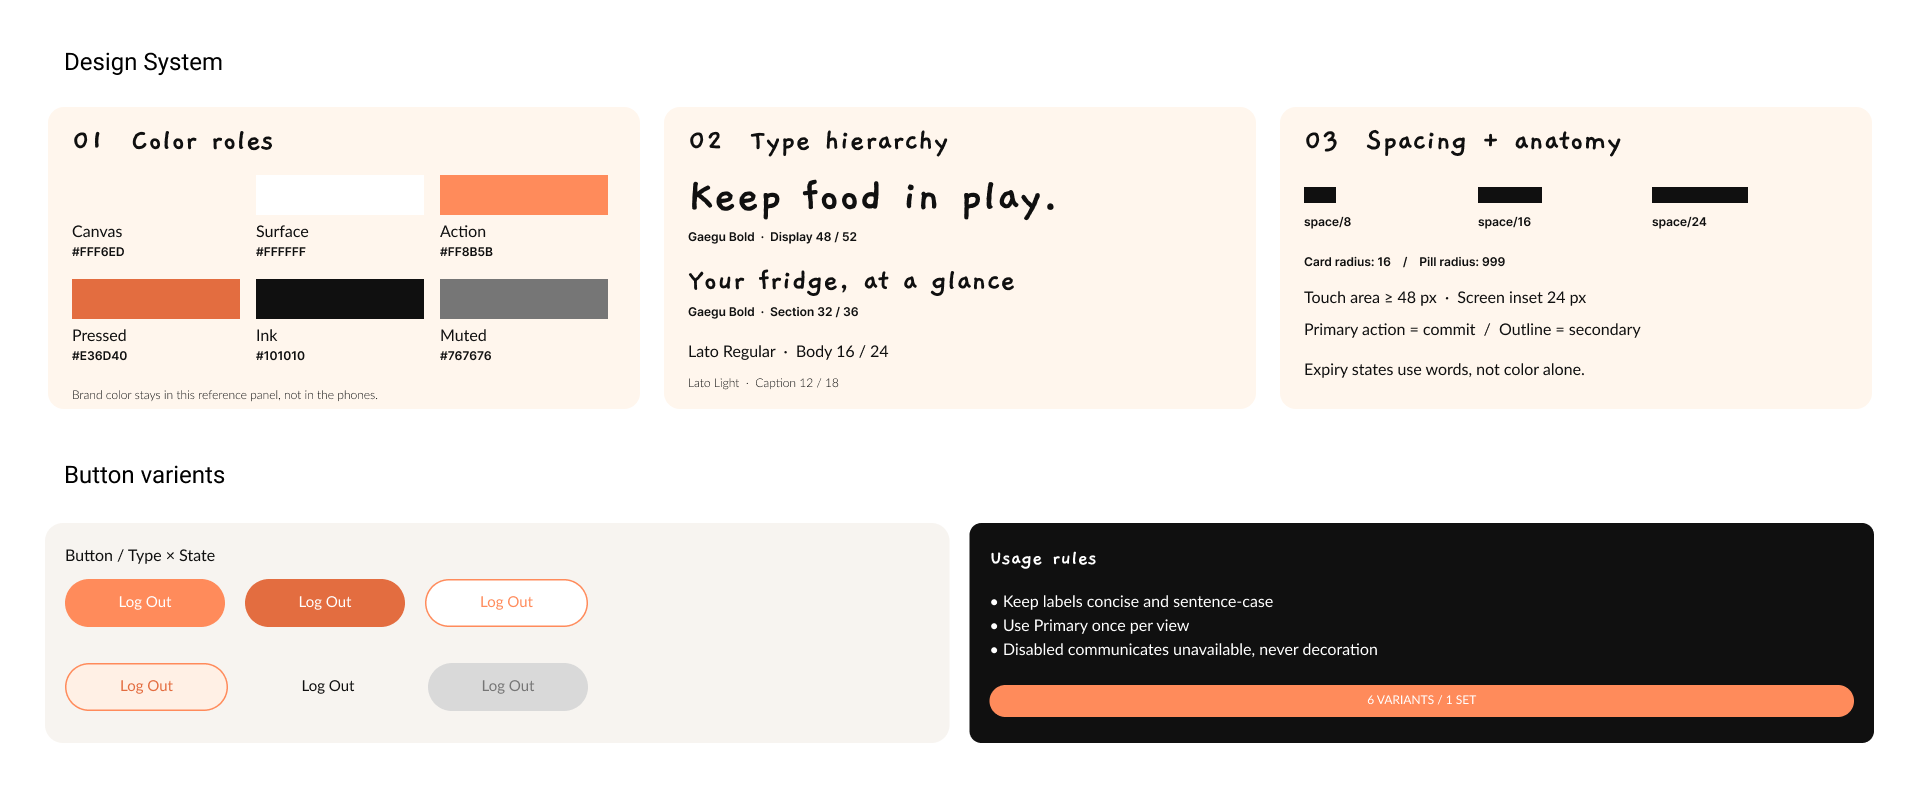 Design System
01 Color roles
Canvas
#FFF6ED
Surface
#FFFFFF
Action
#FF8B5B
Pressed
#E36D40
Ink
#101010
Muted
#767676
Brand color stays in this reference panel, not in the phones.
02 Type hierarchy
Keep food in play.
Gaegu Bold · Display 48 / 52
Your fridge, at a glance
Gaegu Bold · Section 32 / 36
Lato Regular · Body 16 / 24
Lato Light · Caption 12 / 18
03 Spacing + anatomy
space/8
space/16
space/24
Card radius: 16 / Pill radius: 999
Touch area ≥ 48 px · Screen inset 24 px
Primary action = commit / Outline = secondary
Expiry states use words, not color alone.
Button varients
Button / Type × State
Log Out
Log Out
Log Out
Log Out
Log Out
Log Out
Usage rules
• Keep labels concise and sentence-case
• Use Primary once per view
• Disabled communicates unavailable, never decoration
6 VARIANTS / 1 SET